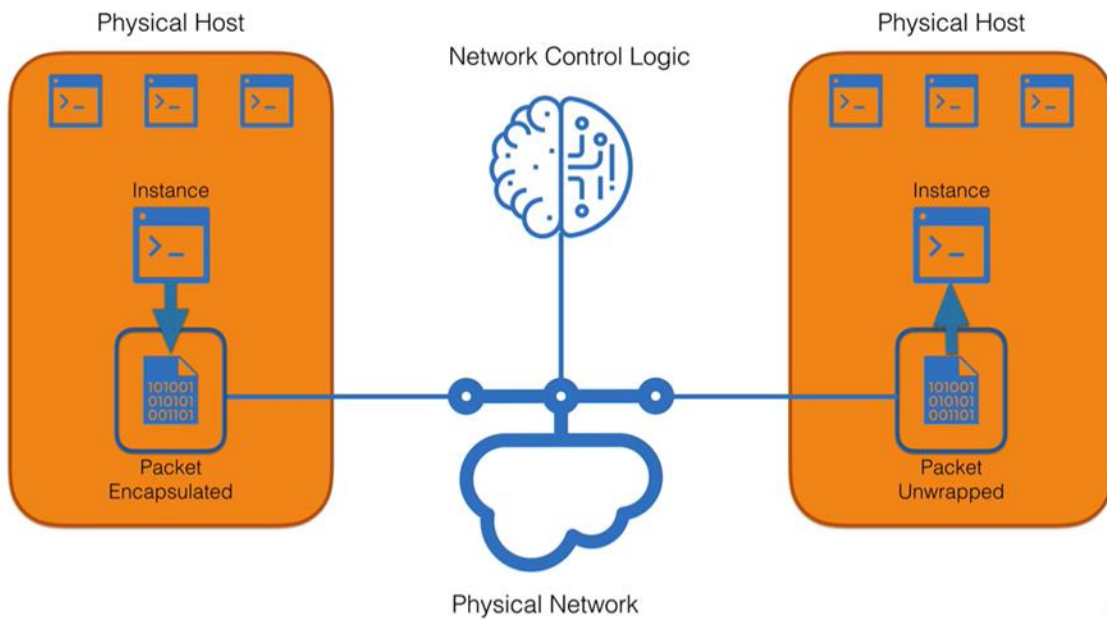 Physical Host
Physical Host
Network Control Logic
>_
>_
>_
>_
>_
>_
Instance
Instance
>_
>_
101001
010101
001101
101001
010101
001101
Packet
Encapsulated
Packet
Unwrapped
Physical Network